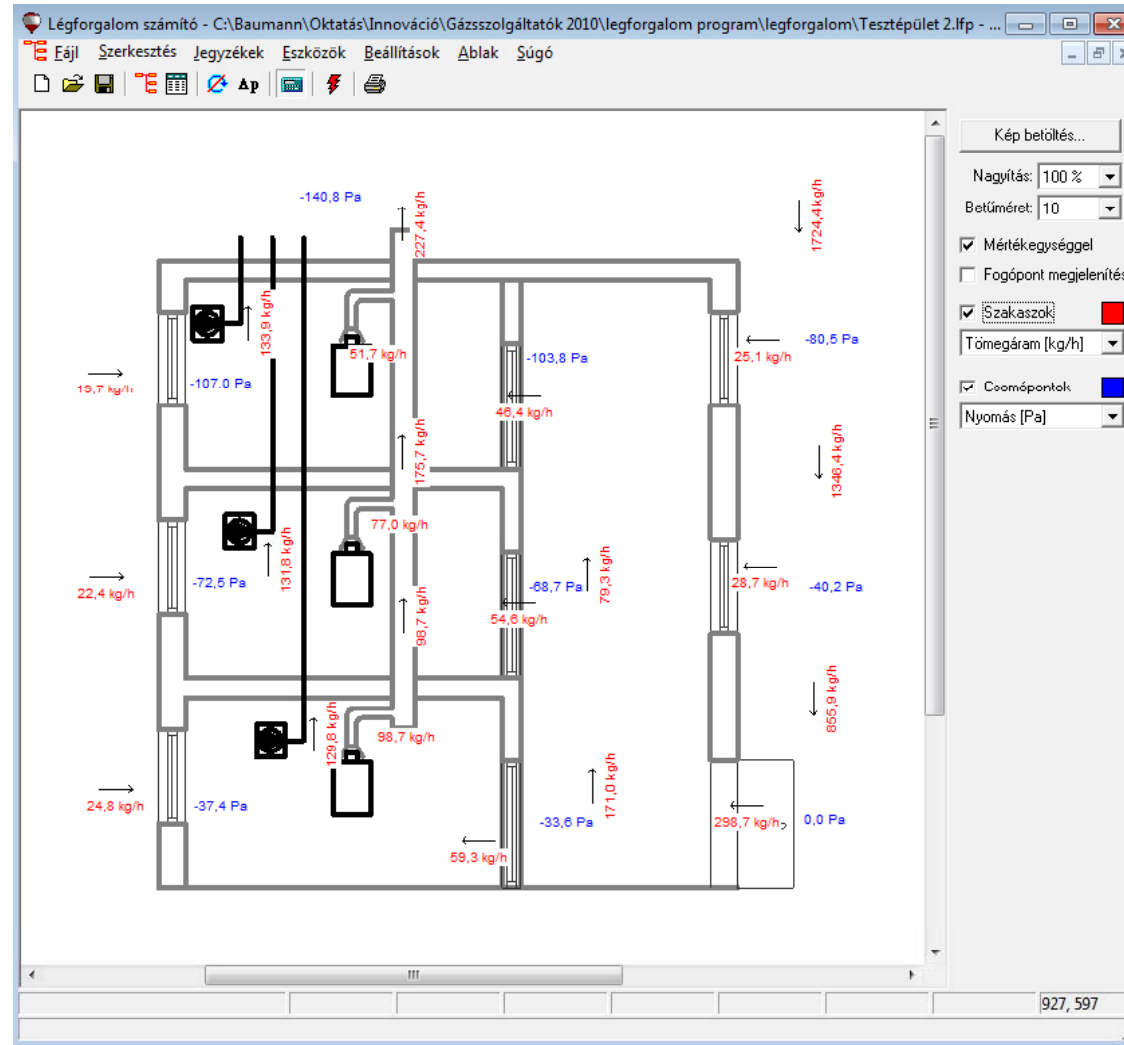 Légforgalom számító - C:\Baumann\Oktatás\Innováció\Gázsszolgáltatók 2010\legforgalom program\legforgalom\Tesztépület 2.lfp - ...
Fájl Szerkesztés Jegyzékek Eszközök Beállítások Ablak Súgó
Δp
Kép betöltés...
Nagyítás: 100 %
Betűméret: 10
Mértékegységgel
Fogópont megjelenítés
Szakaszok
Tömegáram [kg/h]
Csomópontok
Nyomás [Pa]
-140,8 Pa
227,4 kg/h
1724,4 kg/h
133,9 kg/h
51,7 kg/h
-103,8 Pa
25,1 kg/h
-80,5 Pa
19,7 kg/h
-107,0 Pa
46,4 kg/h
175,7 kg/h
1346,4 kg/h
77,0 kg/h
22,4 kg/h
-72,5 Pa
131,8 kg/h
98,7 kg/h
54,6 kg/h
-68,7 Pa
79,3 kg/h
28,7 kg/h
-40,2 Pa
855,9 kg/h
129,8 kg/h
98,7 kg/h
24,8 kg/h
-37,4 Pa
59,3 kg/h
-33,6 Pa
171,0 kg/h
298,7 kg/h
0,0 Pa
927, 597